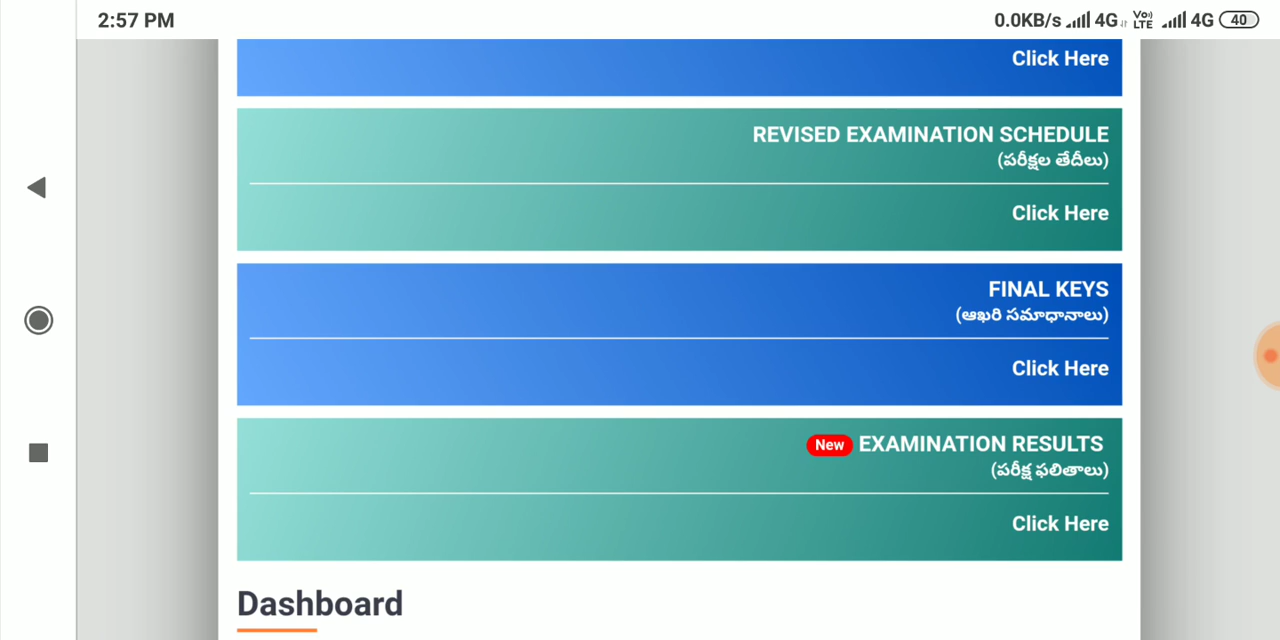 2:57 PM 0.0KB/s 4G Vo) LTE 4G 40
Click Here
REVISED EXAMINATION SCHEDULE
(పరీక్షల తేదీలు)
Click Here
FINAL KEYS
(ఆఖరి సమాధానాలు)
Click Here
New EXAMINATION RESULTS
(పరీక్ష ఫలితాలు)
Click Here
Dashboard